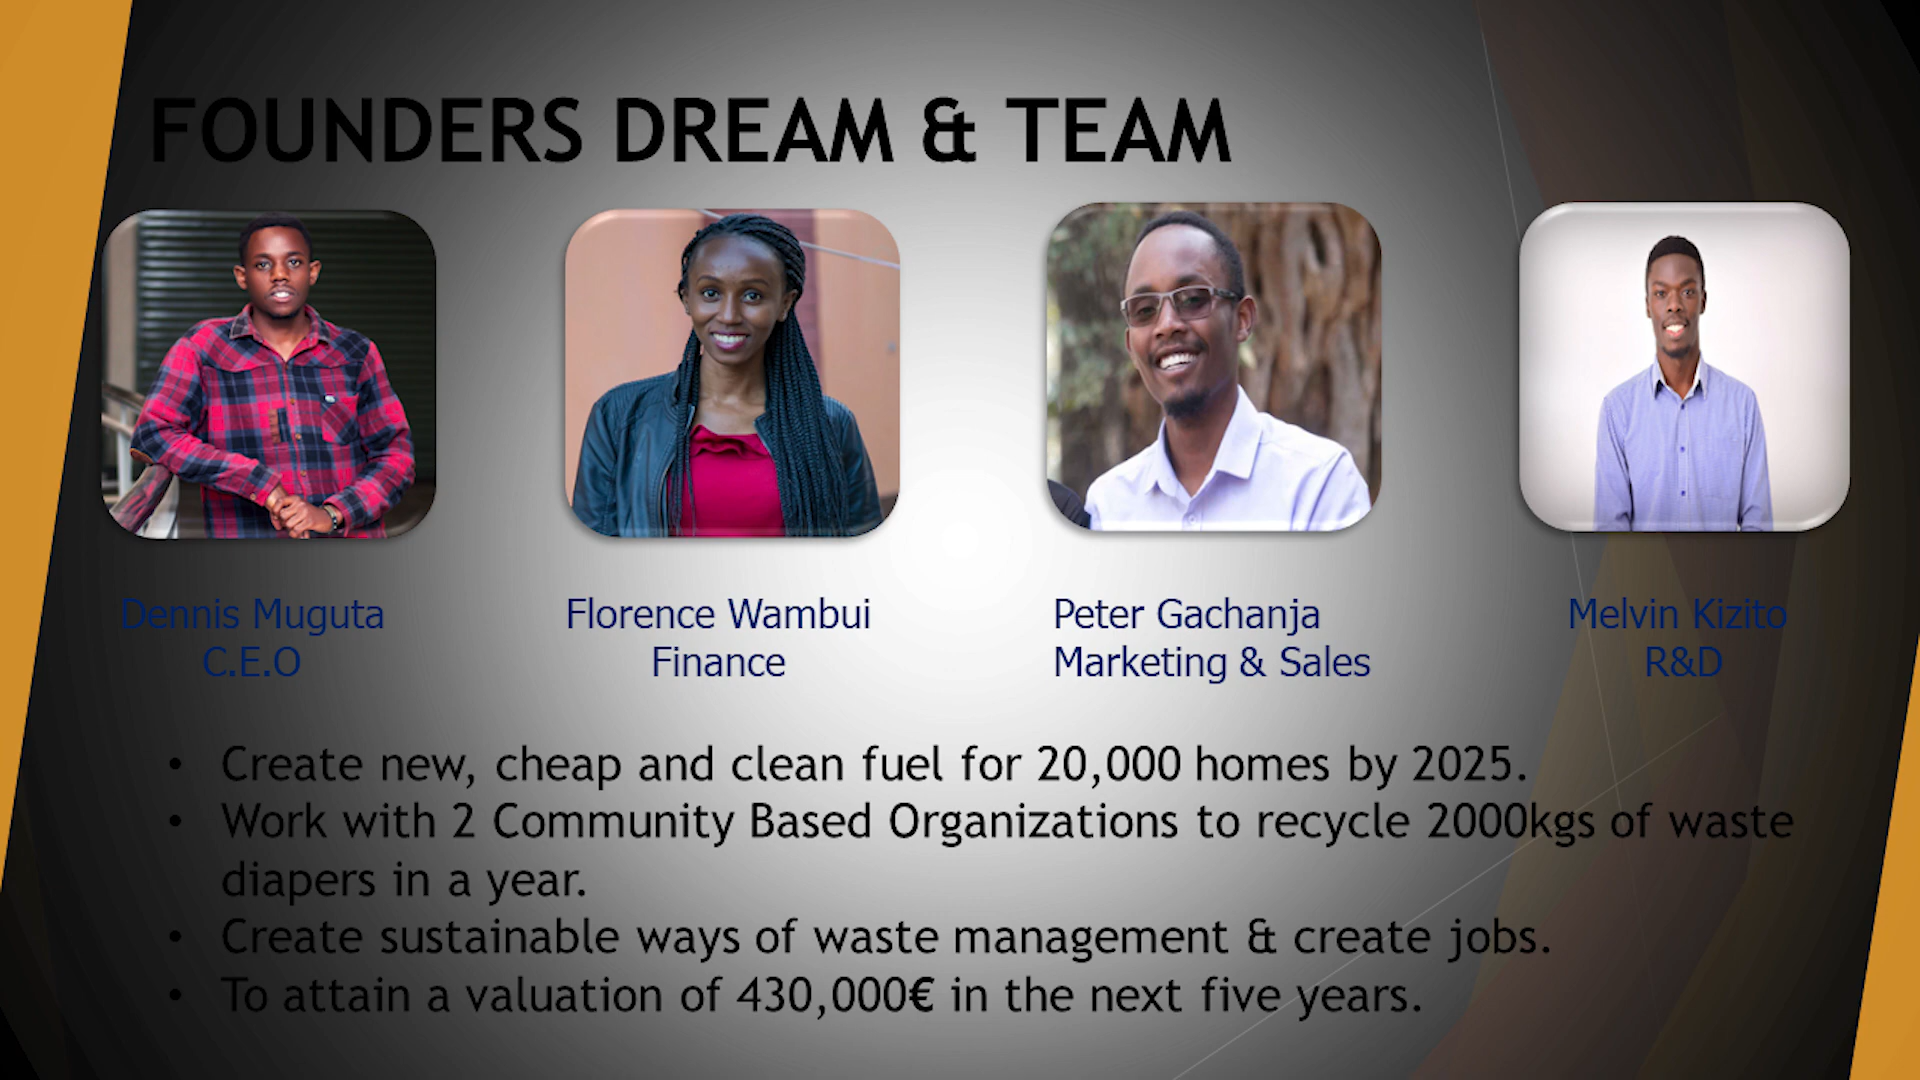 FOUNDERS DREAM & TEAM
Dennis Muguta
C.E.O
Florence Wambui
Finance
Peter Gachanja
Marketing & Sales
Melvin Kizito
R&D
• Create new, cheap and clean fuel for 20,000 homes by 2025.
• Work with 2 Community Based Organizations to recycle 2000kgs of waste
diapers in a year.
• Create sustainable ways of waste management & create jobs.
• To attain a valuation of 430,000€ in the next five years.